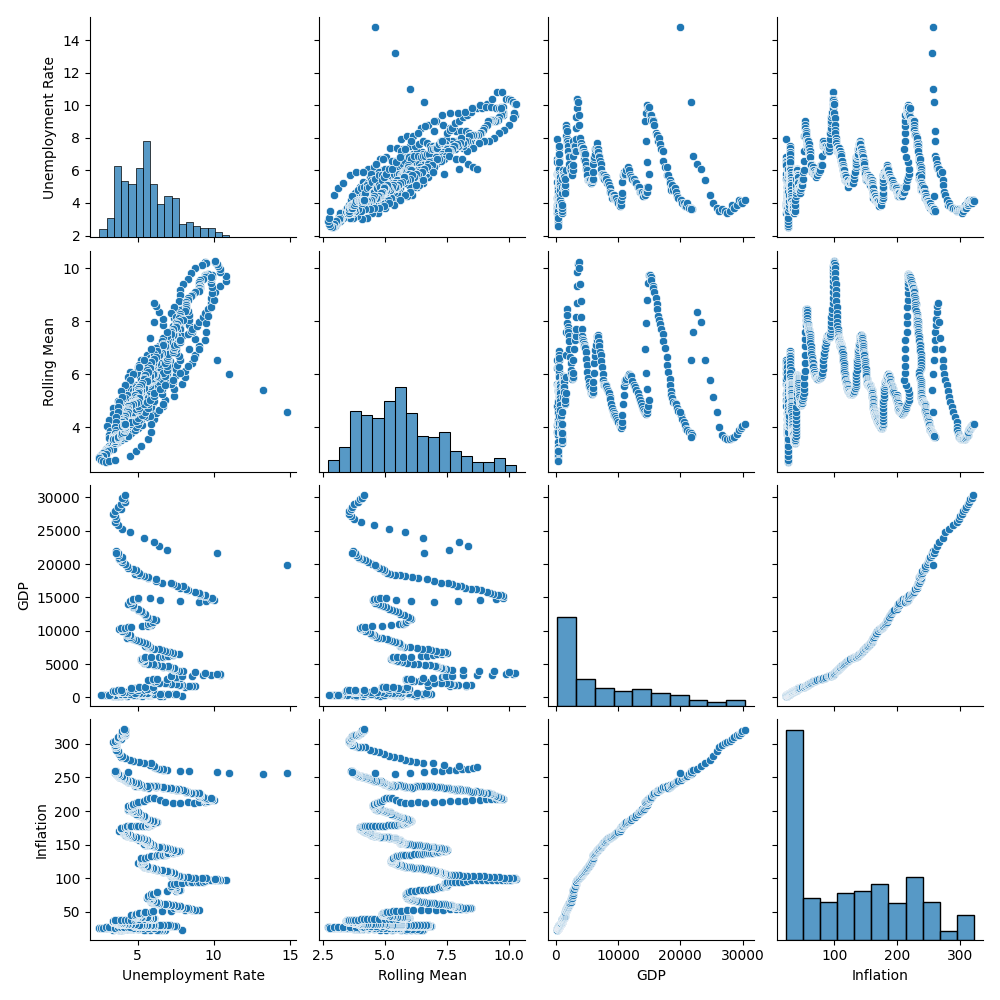 Unemployment Rate
14
12
10
8
6
4
2
Rolling Mean
10
8
6
4
GDP
30000
25000
20000
15000
10000
5000
0
Inflation
300
250
200
150
100
50
5 10 15
2.5 5.0 7.5 10.0
0 10000 20000 30000
100 200 300
Unemployment Rate Rolling Mean GDP Inflation